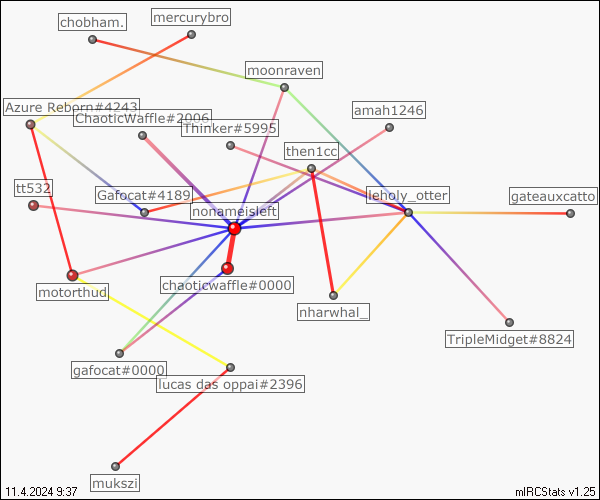 mercurybro
chobham.
moonraven
Azure Reborn#4243
ChaoticWaffle#2006
amah1246
Thinker#5995
then1cc
tt532
Gafocat#4189
leholy_otter
gateauxcatto
nonameisleft
motorthud
chaoticwaffle#0000
nharwhal_
TripleMidget#8824
gafocat#0000
lucas das oppai#2396
mukszi
11.4.2024 9:37
mIRCStats v1.25